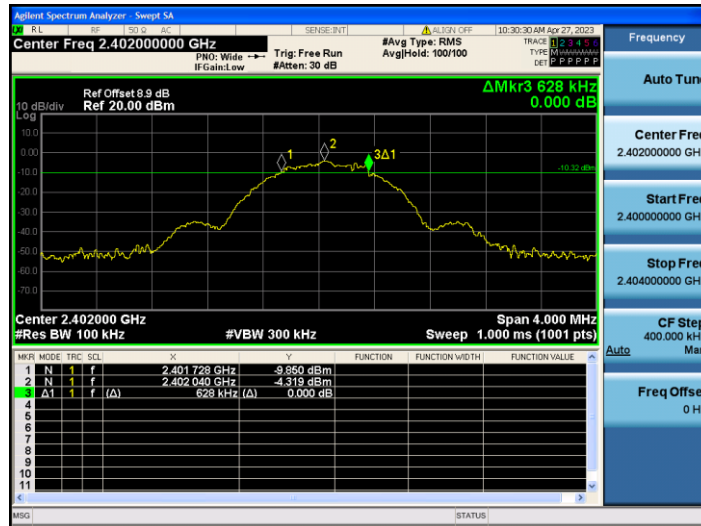 Agilent Spectrum Analyzer - Swept SA
RL RF 50 Ω AC SENSE:INT ALIGN OFF 10:30:30 AM Apr 27, 2023
Center Freq 2.402000000 GHz #Avg Type: RMS TRACE 1 2 3 4 5 6
PNO: Wide Trig: Free Run Avg|Hold: 100/100 TYPE M
IFGain:Low #Atten: 30 dB DET P P P P P P
Frequency
Ref Offset 8.9 dB ΔMkr3 628 kHz
10 dB/div Ref 20.00 dBm 0.000 dB
Log
10.0
0.00
-10.0
-20.0
-30.0
-40.0
-50.0
-60.0
-70.0
1
2
3Δ1
-10.32 dBm
Center 2.402000 GHz Span 4.000 MHz
#Res BW 100 kHz #VBW 300 kHz Sweep 1.000 ms (1001 pts)
MKR MODE TRC SCL X Y FUNCTION FUNCTION WIDTH FUNCTION VALUE
1 N 1 f 2.401 728 GHz -9.850 dBm
2 N 1 f 2.402 040 GHz -4.319 dBm
3 Δ1 1 f (Δ) 628 kHz (Δ) 0.000 dB
4
5
6
7
8
9
10
11
MSG STATUS
Auto Tun
Center Fre
2.402000000 GH
Start Fre
2.400000000 GH
Stop Fre
2.404000000 GH
CF Step
400.000 kH
Auto Ma
Freq Offse
0 H